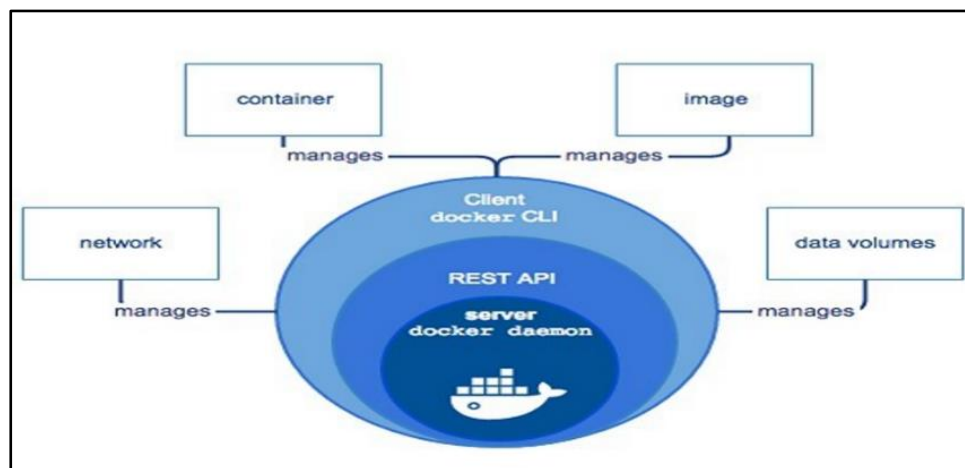 container
image
manages
manages
Client
docker CLI
network
data volumes
REST API
manages
manages
server
docker daemon